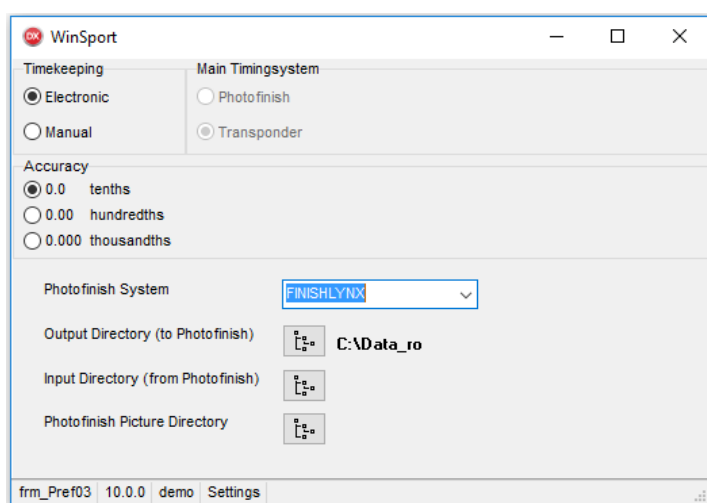 DX WinSport
Timekeeping
Electronic
Manual
Main Timingsystem
Photofinish
Transponder
Accuracy
0.0 tenths
0.00 hundredths
0.000 thousandths
Photofinish System FINISHLYNX
Output Directory (to Photofinish) C:\Data_ro
Input Directory (from Photofinish)
Photofinish Picture Directory
frm_Pref03 10.0.0 demo Settings